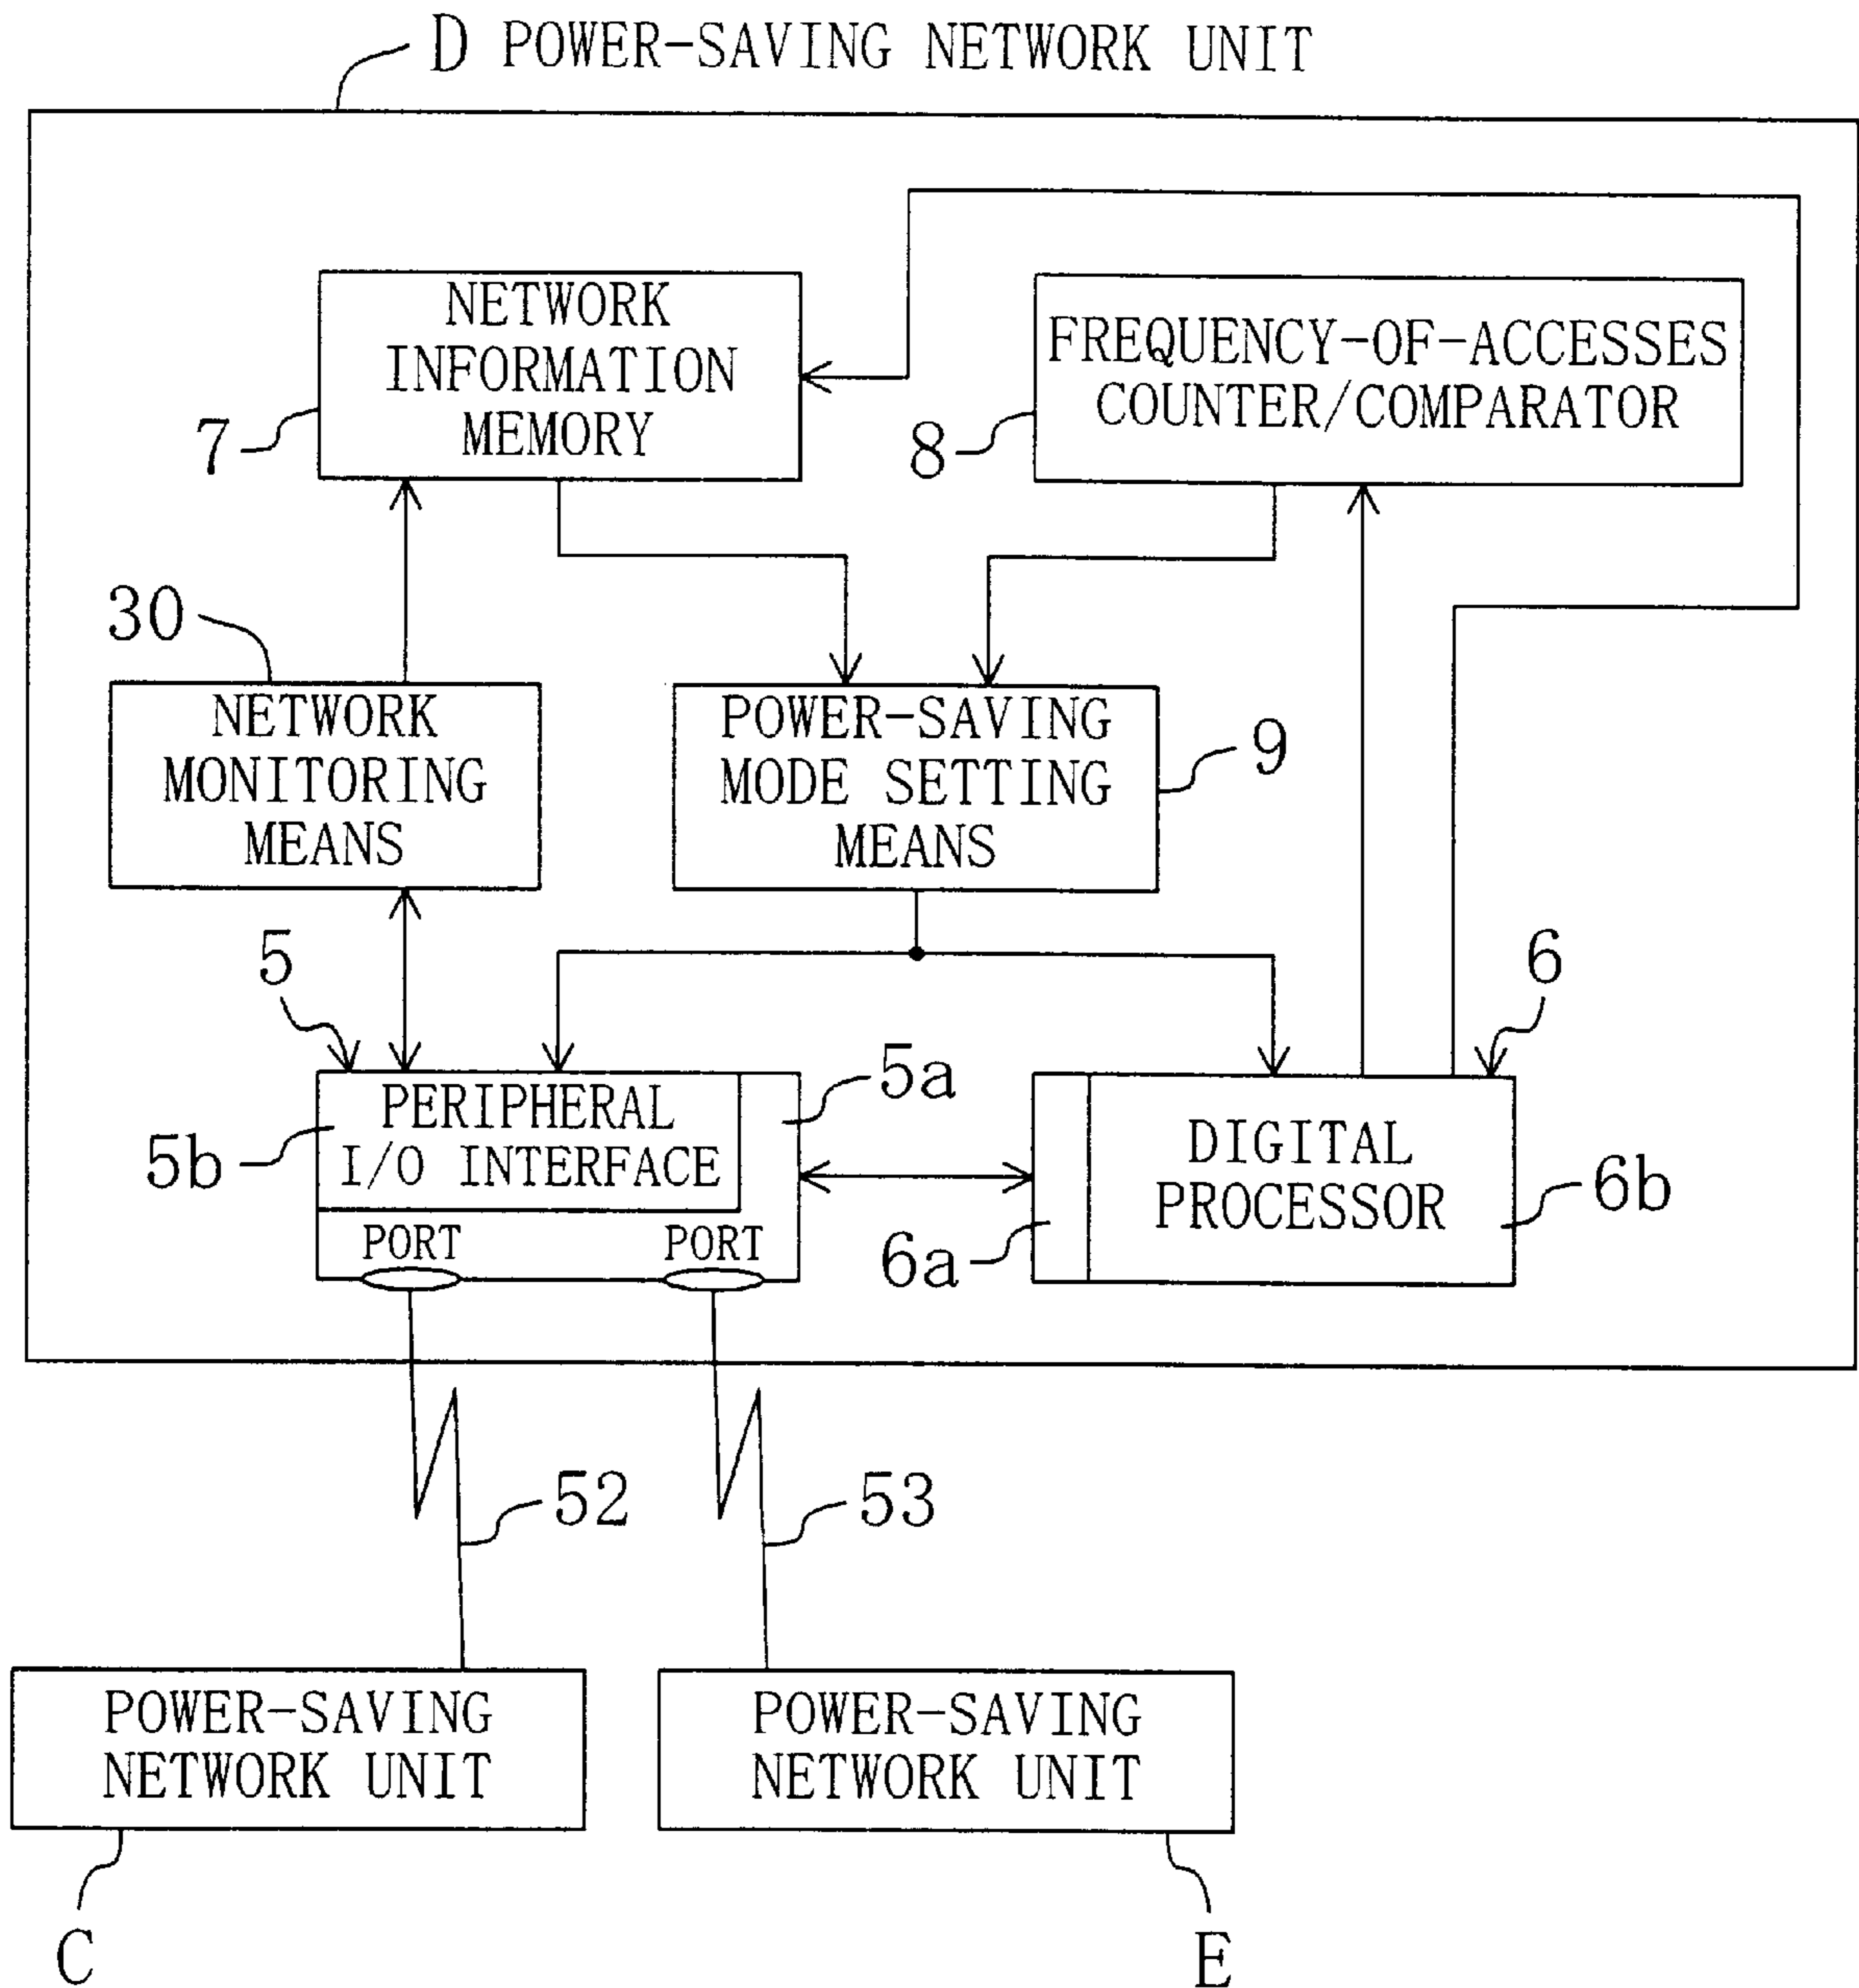 D POWER-SAVING NETWORK UNIT
NETWORK
INFORMATION
MEMORY
7
FREQUENCY-OF-ACCESSES
COUNTER/COMPARATOR
8
30
NETWORK
MONITORING
MEANS
POWER-SAVING
MODE SETTING
MEANS
9
5
6
PERIPHERAL
I/O INTERFACE
5a
5b
PORT
PORT
DIGITAL
PROCESSOR
6a
6b
52
53
POWER-SAVING
NETWORK UNIT
POWER-SAVING
NETWORK UNIT
C
E